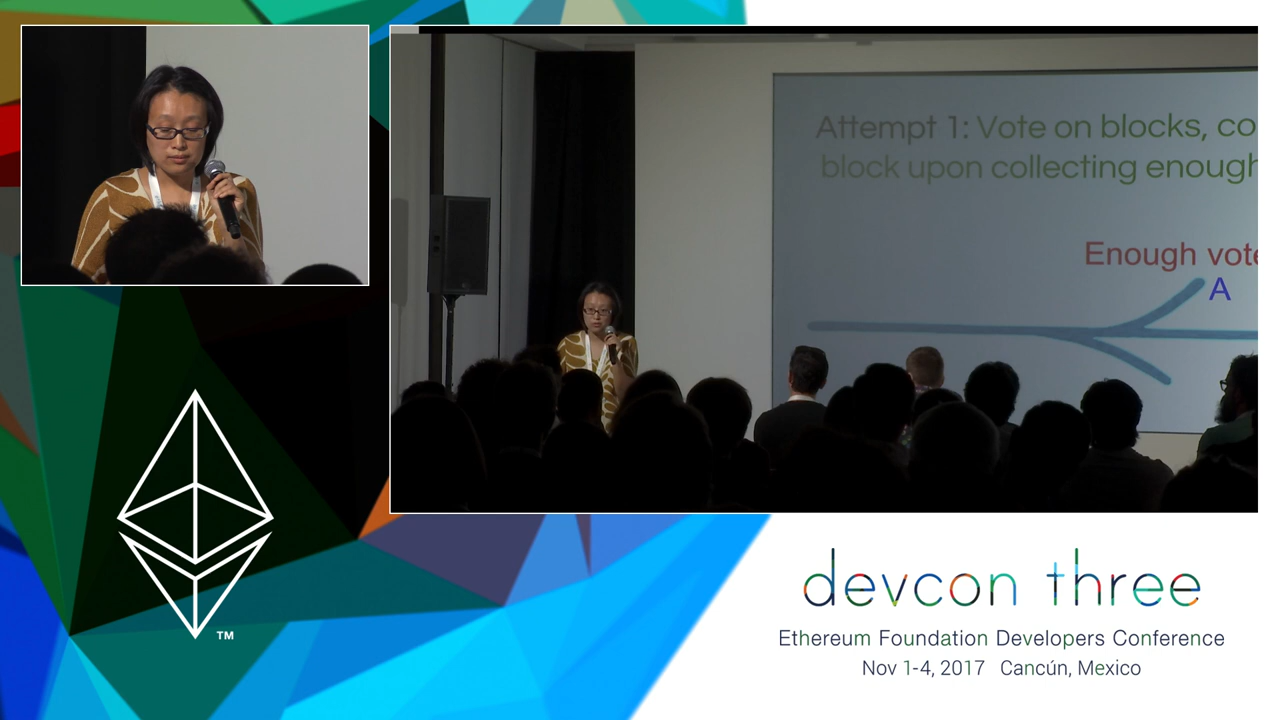 Attempt 1: Vote on blocks, co
block upon collecting enough
Enough vote
A
TM
devcon three
Ethereum Foundation Developers Conference
Nov 1-4, 2017 Cancún, Mexico